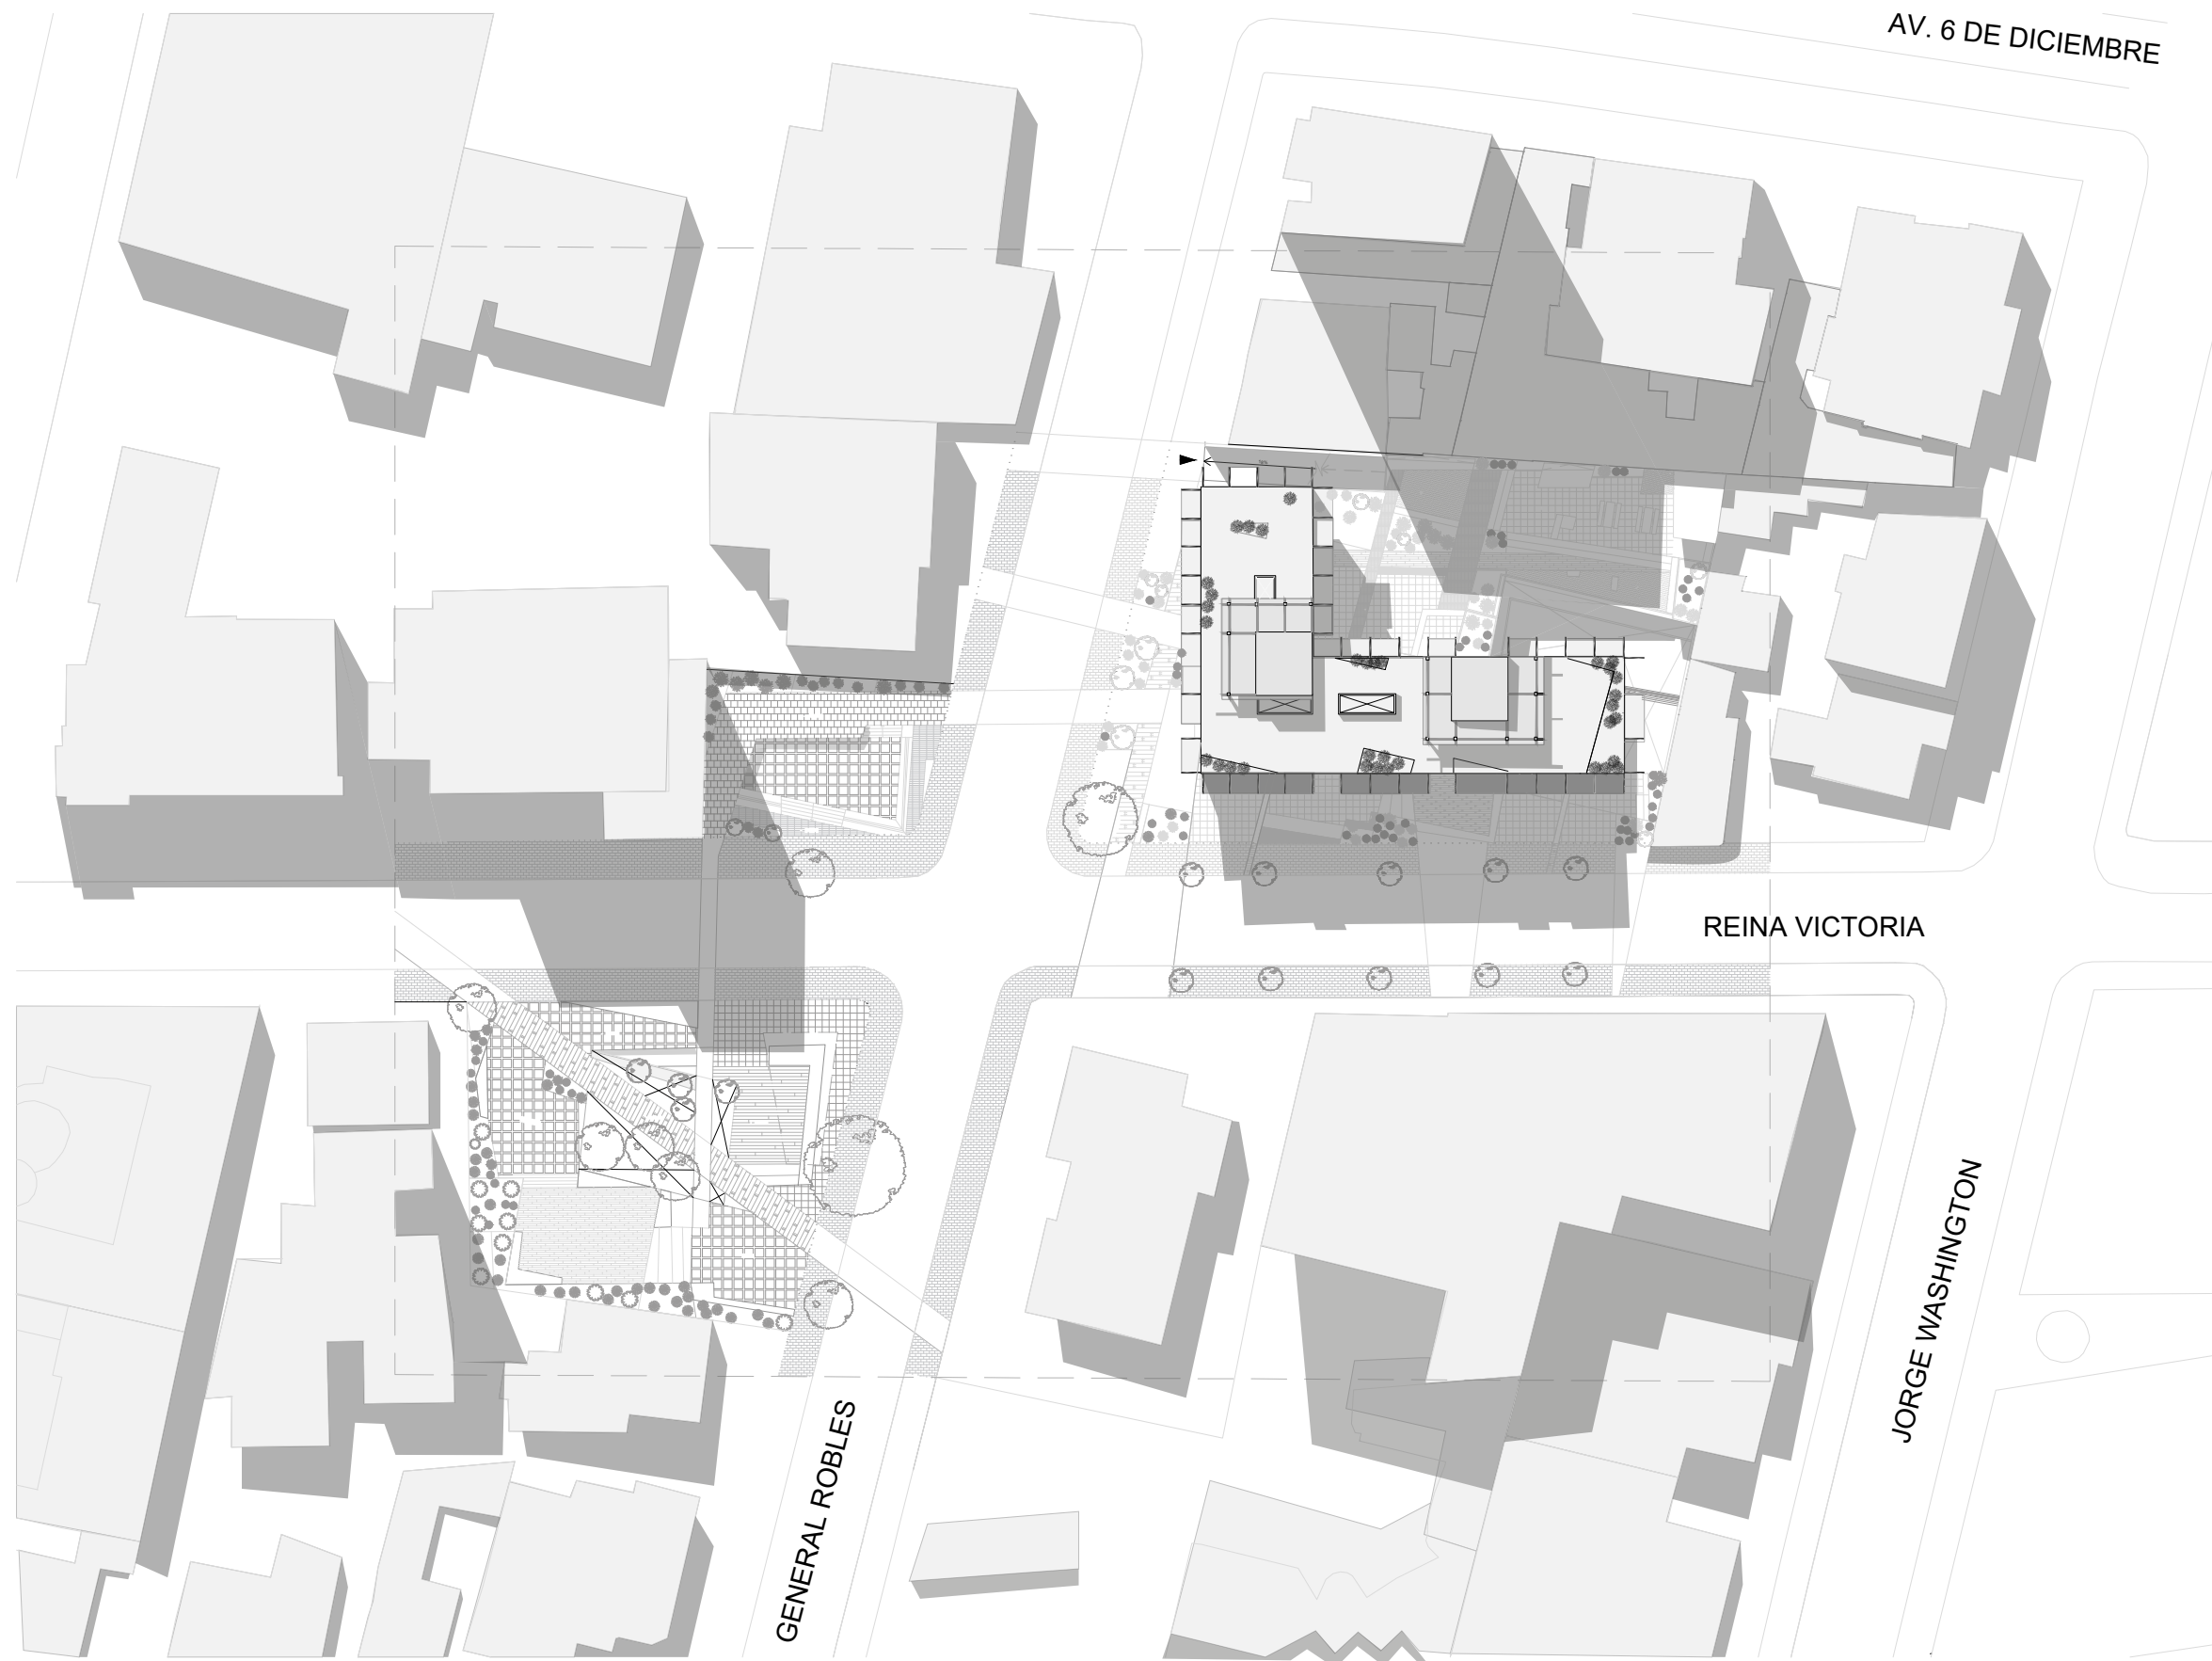 AV. 6 DE DICIEMBRE
REINA VICTORIA
JORGE WASHINGTON
GENERAL ROBLES